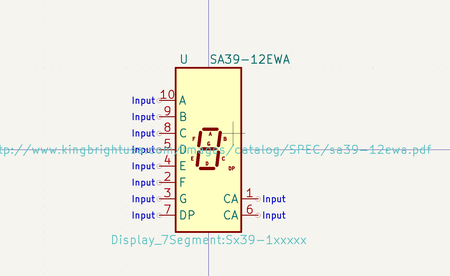 U SA39-12EWA
Input 10 A
Input 9 B
Input 8 C
tp://www.kingbrightusa.com/images/catalog/SPEC/sa39-12ewa.pdf
Input 5 D
Input 4 E
Input 2 F
Input 3 G CA 1 Input
Input 7 DP CA 6 Input
A
F B
G
E C
D DP
Display_7Segment:Sx39-1xxxxx